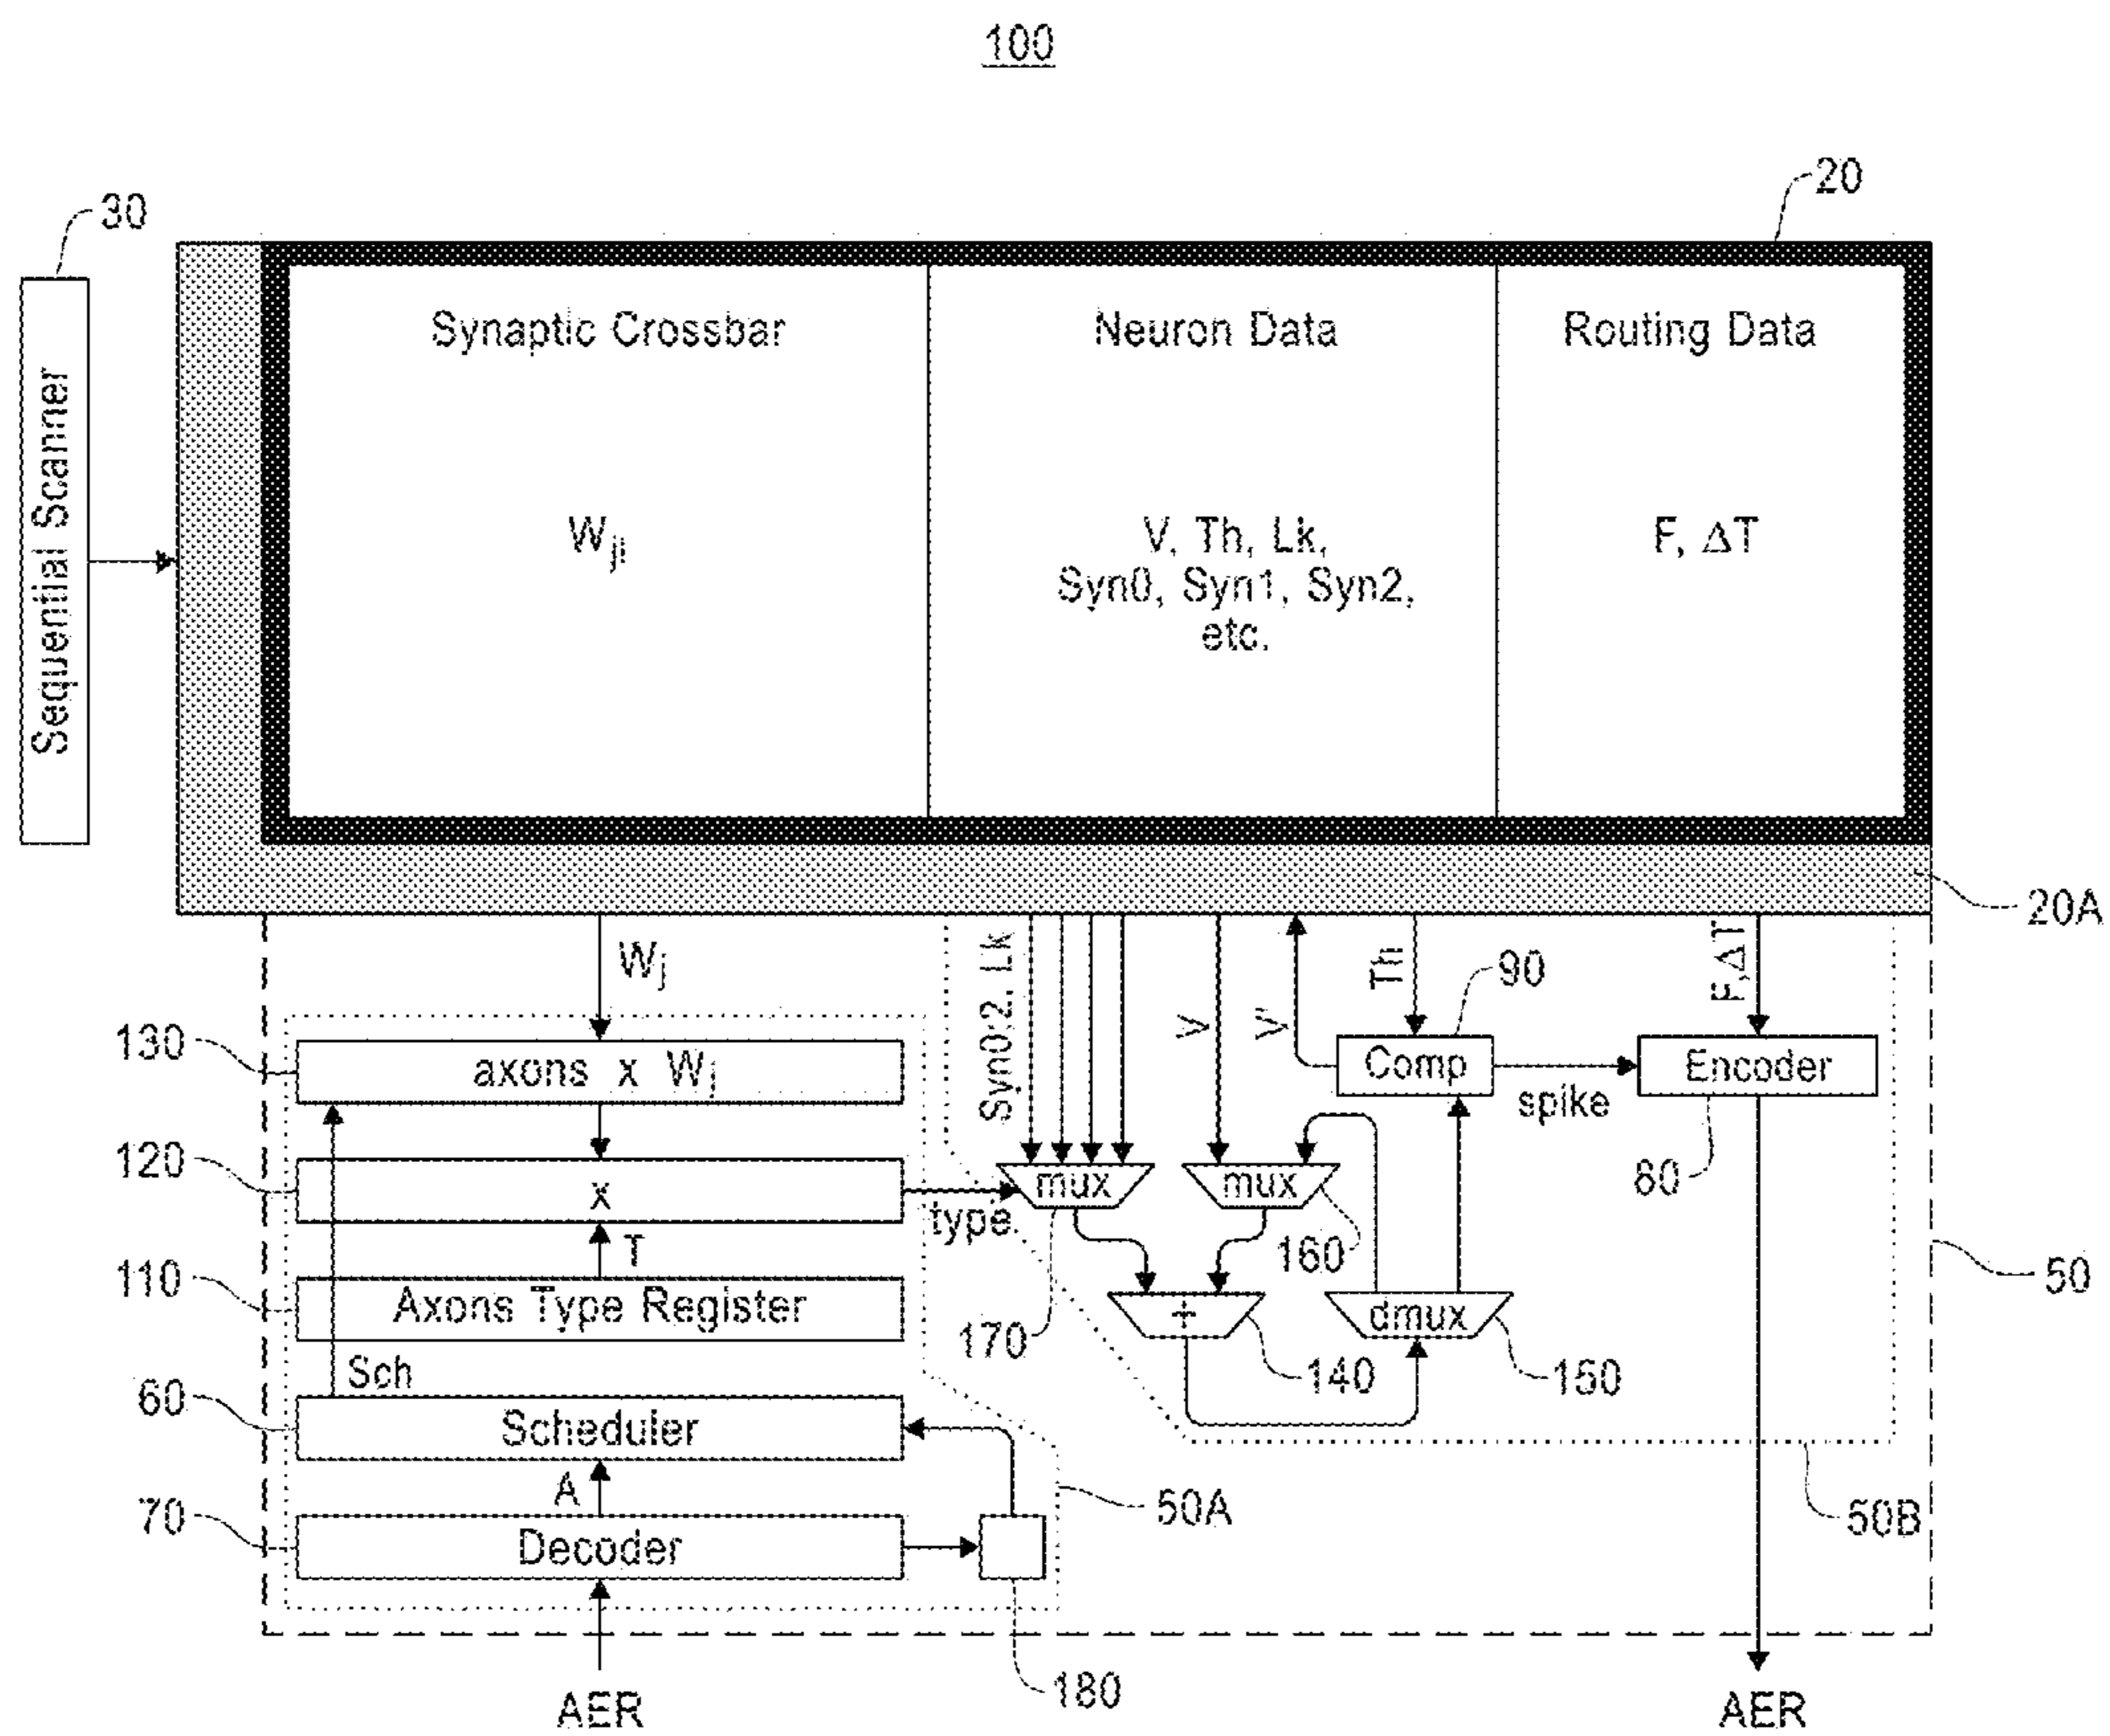 100
20
30
Sequential Scanner
Synaptic Crossbar
Neuron Data
Routing Data
Wji
V, Th, Lk,
Syn0, Syn1, Syn2,
etc.
F, ΔT
20A
Wj
Syn0:2, Lk
V
V'
Th
F,ΔT
90
130
axons x Wj
Comp
spike
Encoder
80
120
x
type
mux
mux
170
160
T
110
Axons Type Register
+
dmux
140
150
50
Sch
60
Scheduler
A
50A
50B
70
Decoder
180
AER
AER